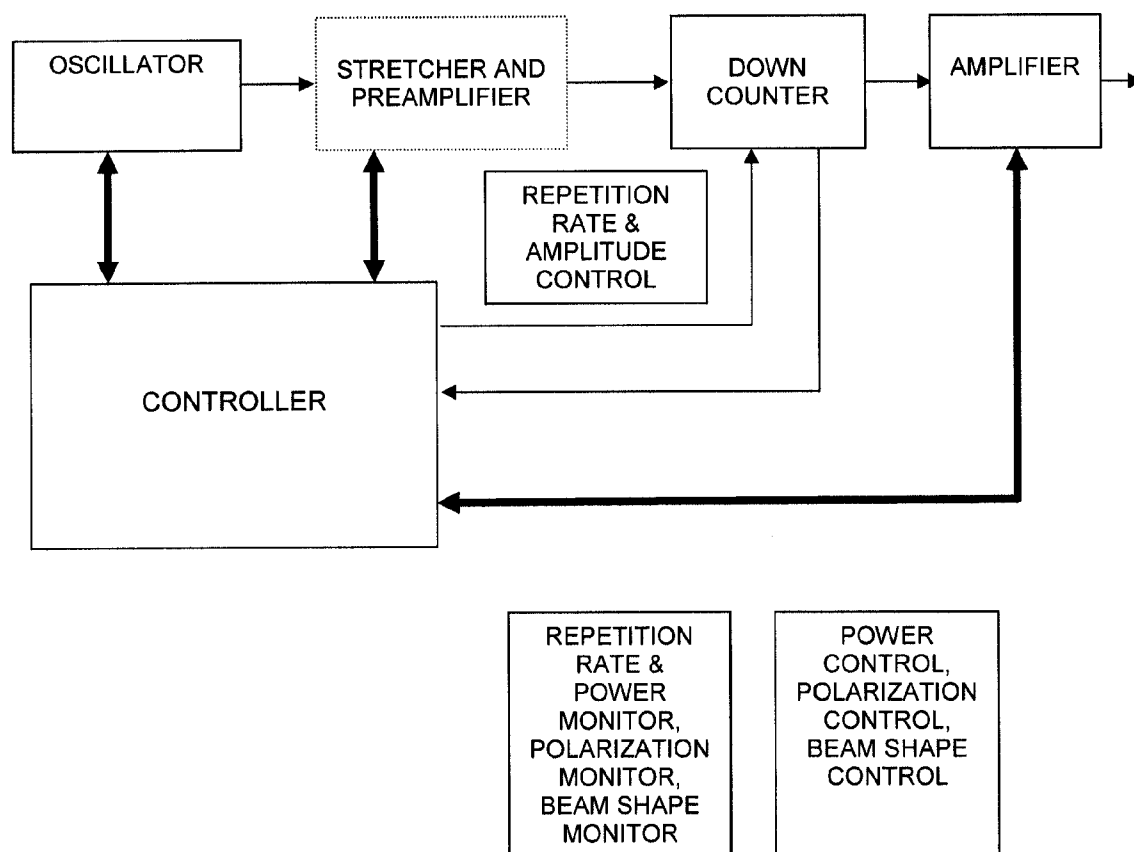 OSCILLATOR
STRETCHER AND
PREAMPLIFIER
DOWN
COUNTER
AMPLIFIER
REPETITION
RATE &
AMPLITUDE
CONTROL
CONTROLLER
REPETITION
RATE &
POWER
MONITOR,
POLARIZATION
MONITOR,
BEAM SHAPE
MONITOR
POWER
CONTROL,
POLARIZATION
CONTROL,
BEAM SHAPE
CONTROL